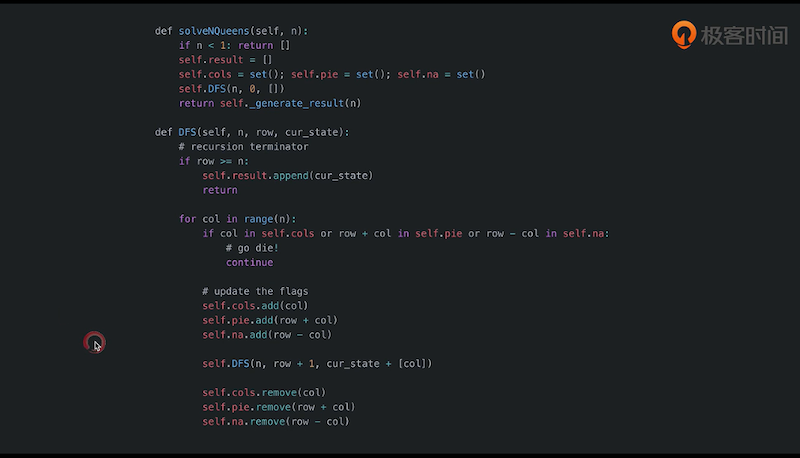 极客时间
def solveNQueens(self, n):
    if n < 1: return []
    self.result = []
    self.cols = set(); self.pie = set(); self.na = set()
    self.DFS(n, 0, [])
    return self._generate_result(n)

def DFS(self, n, row, cur_state):
    # recursion terminator
    if row >= n:
        self.result.append(cur_state)
        return

    for col in range(n):
        if col in self.cols or row + col in self.pie or row - col in self.na:
            # go die!
            continue

        # update the flags
        self.cols.add(col)
        self.pie.add(row + col)
        self.na.add(row - col)

        self.DFS(n, row + 1, cur_state + [col])

        self.cols.remove(col)
        self.pie.remove(row + col)
        self.na.remove(row - col)